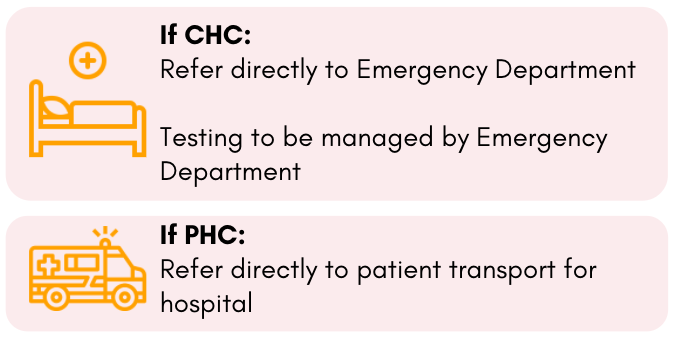 If CHC:
Refer directly to Emergency Department
Testing to be managed by Emergency
Department
If PHC:
Refer directly to patient transport for
hospital